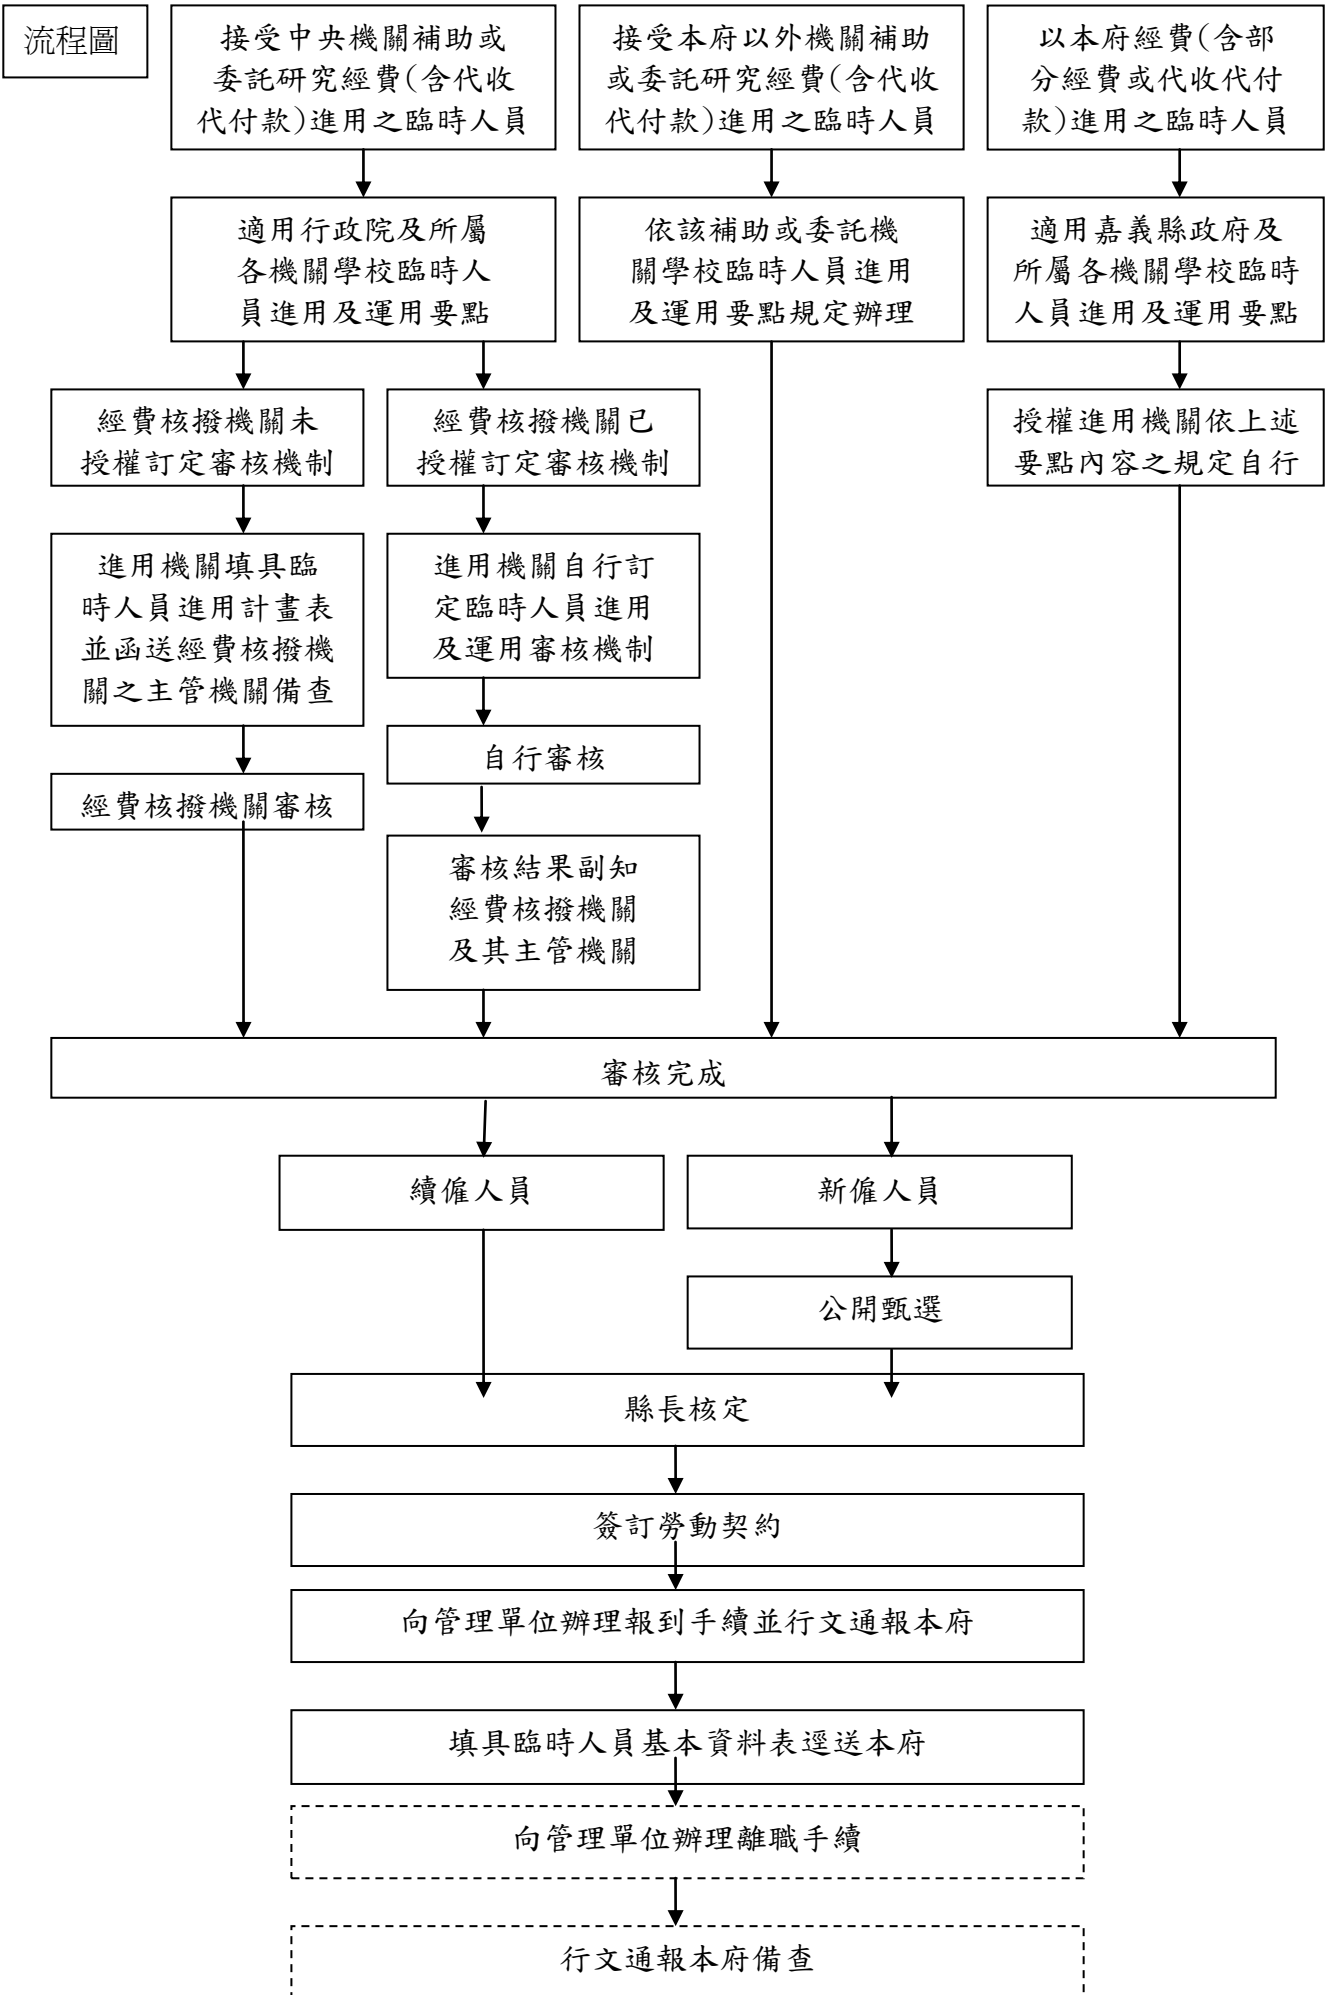 流程圖
接受中央機關補助或
委託研究經費(含代收
代付款)進用之臨時人員
接受本府以外機關補助
或委託研究經費(含代收
代付款)進用之臨時人員
以本府經費(含部
分經費或代收代付
款)進用之臨時人員
適用行政院及所屬
各機關學校臨時人
員進用及運用要點
依該補助或委託機
關學校臨時人員進用
及運用要點規定辦理
適用嘉義縣政府及
所屬各機關學校臨時
人員進用及運用要點
經費核撥機關未
授權訂定審核機制
經費核撥機關已
授權訂定審核機制
授權進用機關依上述
要點內容之規定自行
進用機關填具臨
時人員進用計畫表
並函送經費核撥機
關之主管機關備查
進用機關自行訂
定臨時人員進用
及運用審核機制
自行審核
經費核撥機關審核
審核結果副知
經費核撥機關
及其主管機關
審核完成
續僱人員
新僱人員
公開甄選
縣長核定
簽訂勞動契約
向管理單位辦理報到手續並行文通報本府
填具臨時人員基本資料表逕送本府
向管理單位辦理離職手續
行文通報本府備查